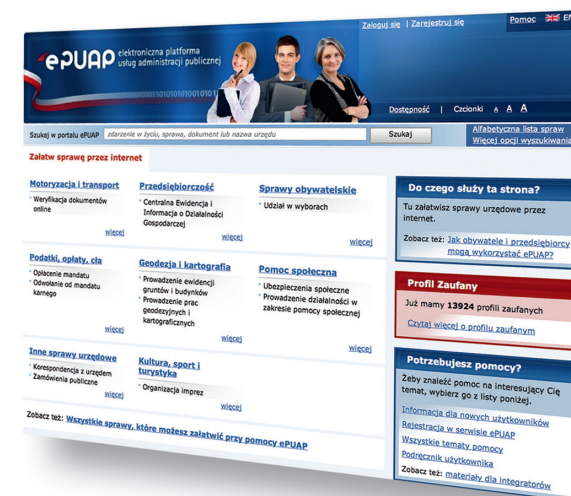 Zaloguj się | Zarejestruj się
Pomoc
EN
ePUAP
elektroniczna platforma
usług administracji publicznej
Dostępność | Czcionki A A A
Szukaj w portalu ePUAP
zdarzenie w życiu, sprawa, dokument lub nazwa urzędu
Szukaj
Alfabetyczna lista spraw
Więcej opcji wyszukiwania
Załatw sprawę przez internet
Motoryzacja i transport
Weryfikacja dokumentów
online
więcej
Przedsiębiorczość
Centralna Ewidencja i
Informacja o Działalności
Gospodarczej
więcej
Sprawy obywatelskie
Udział w wyborach
więcej
Podatki, opłaty, cła
Opłacenie mandatu
Odwołanie od mandatu
karnego
więcej
Geodezja i kartografia
Prowadzenie ewidencji
gruntów i budynków
Prowadzenie prac
geodezyjnych i
kartograficznych
więcej
Pomoc społeczna
Ubezpieczenia społeczne
Prowadzenie działalności w
zakresie pomocy społecznej
więcej
Inne sprawy urzędowe
Korespondencja z urzędem
Zamówienia publiczne
więcej
Kultura, sport i
turystyka
Organizacja imprez
więcej
Zobacz też: Wszystkie sprawy, które możesz załatwić przy pomocy ePUAP
Do czego służy ta strona?
Tu załatwisz sprawy urzędowe przez
internet.
Zobacz też: Jak obywatele i przedsiębiorcy
mogą wykorzystać ePUAP?
Profil Zaufany
Już mamy 13924 profili zaufanych
Czytaj więcej o profilu zaufanym
Potrzebujesz pomocy?
Żeby znaleźć pomoc na interesujący Cię
temat, wybierz go z listy poniżej.
Informacja dla nowych użytkowników
Rejestracja w serwisie ePUAP
Wszystkie tematy pomocy
Podręcznik użytkownika
Zobacz też: materiały dla integratorów